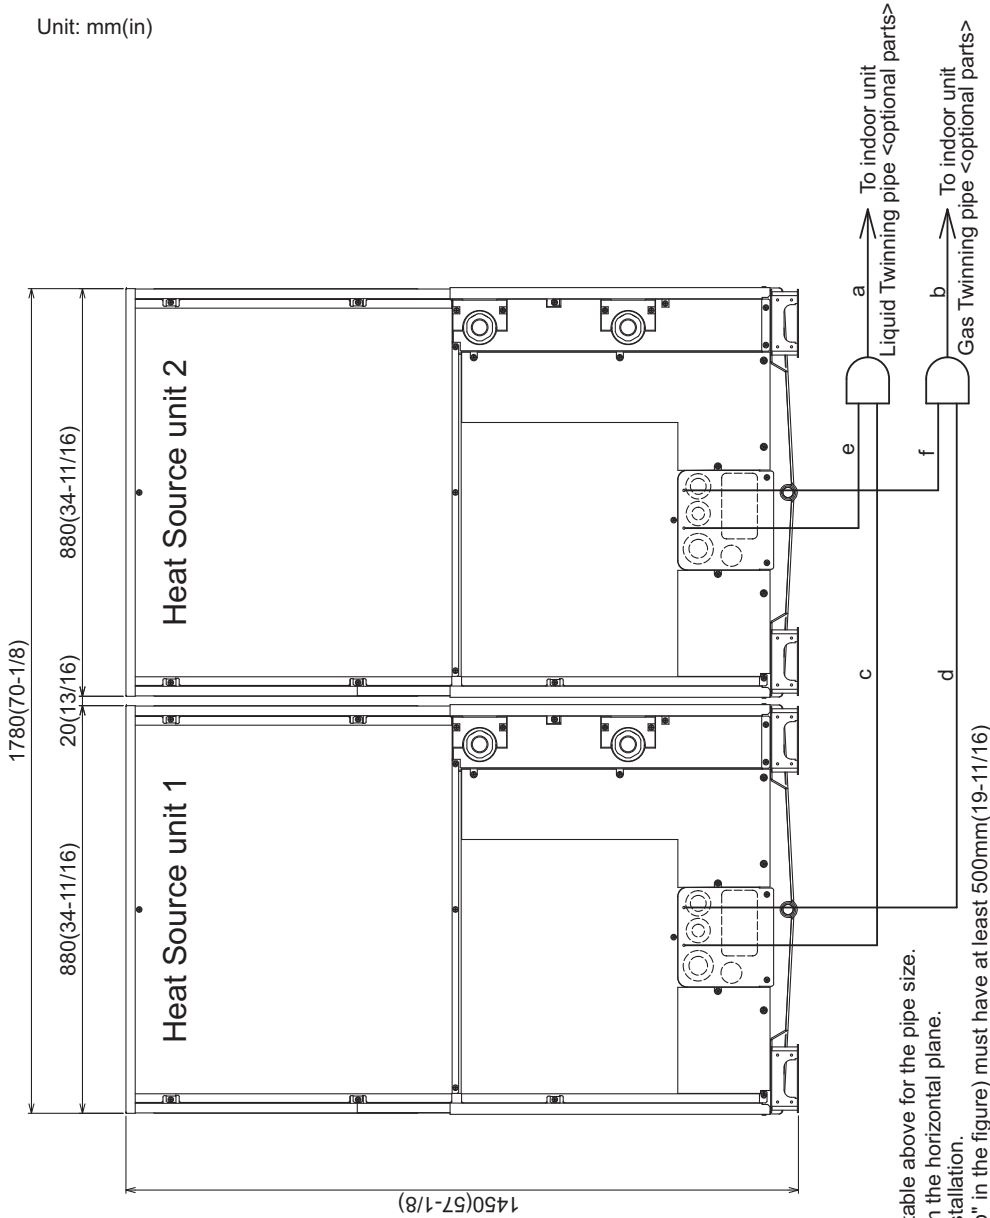 Unit: mm(in)
1780(70-1/8)
880(34-11/16)
20(13/16)
880(34-11/16)
Heat Source unit 1
Heat Source unit 2
1450(57-1/8)
a
To indoor unit
Liquid Twinning pipe <optional parts>
b
To indoor unit
Gas Twinning pipe <optional parts>
e
f
c
d
table above for the pipe size.
the horizontal plane.
" in the figure) must have at least 500mm(19-11/16)